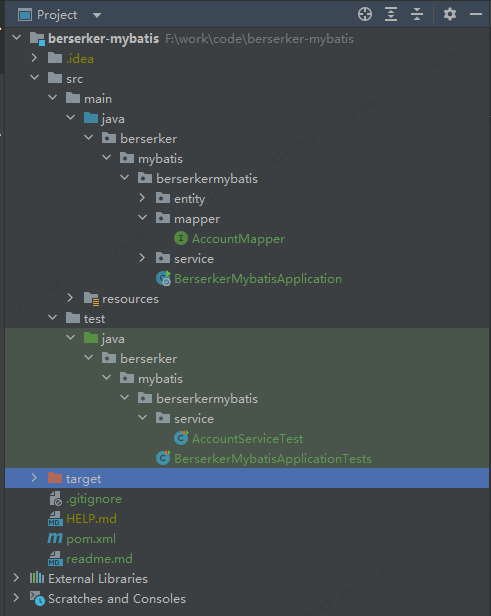 Project
berserker-mybatis F:\work\code\berserker-mybatis
.idea
src
main
java
berserker
mybatis
berserkermybatis
entity
mapper
AccountMapper
service
BerserkerMybatisApplication
resources
test
java
berserker
mybatis
berserkermybatis
service
AccountServiceTest
BerserkerMybatisApplicationTests
target
.gitignore
HELP.md
pom.xml
readme.md
External Libraries
Scratches and Consoles